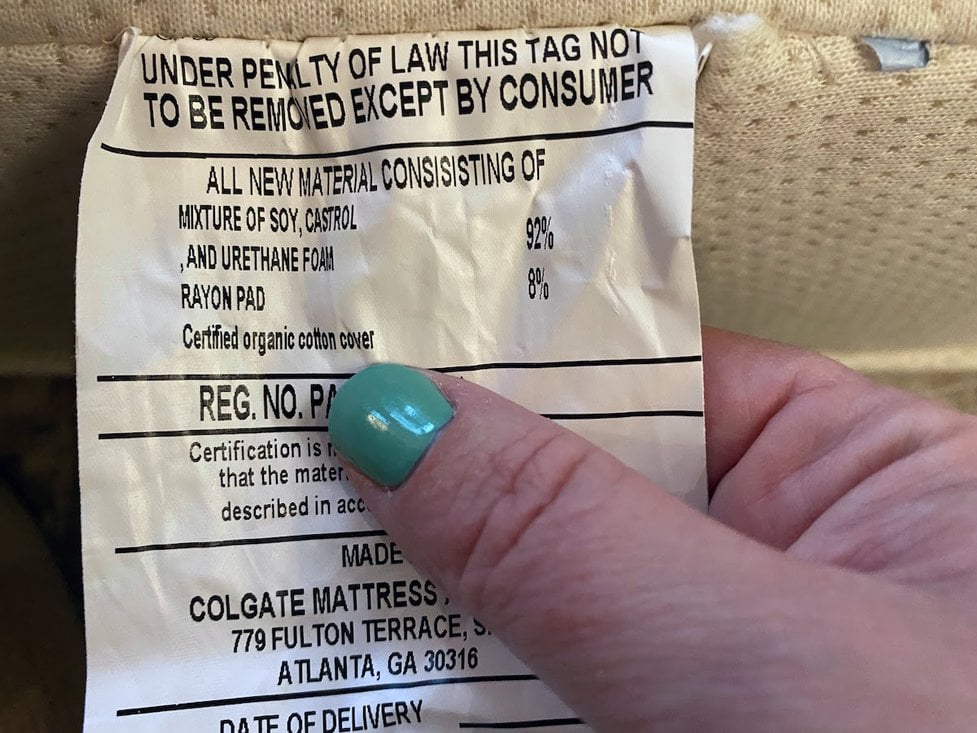 UNDER PENALTY OF LAW THIS TAG NOT
TO BE REMOVED EXCEPT BY CONSUMER
ALL NEW MATERIAL CONSISISTING OF
MIXTURE OF SOY, CASTROL
92%
,AND URETHANE FOAM
8%
RAYON PAD
Certified organic cotton cover
REG. NO. PA
Certification is
that the mater
described in acc
MADE
COLGATE MATTRESS
779 FULTON TERRACE, S.
ATLANTA, GA 30316
DATE OF DELIVERY